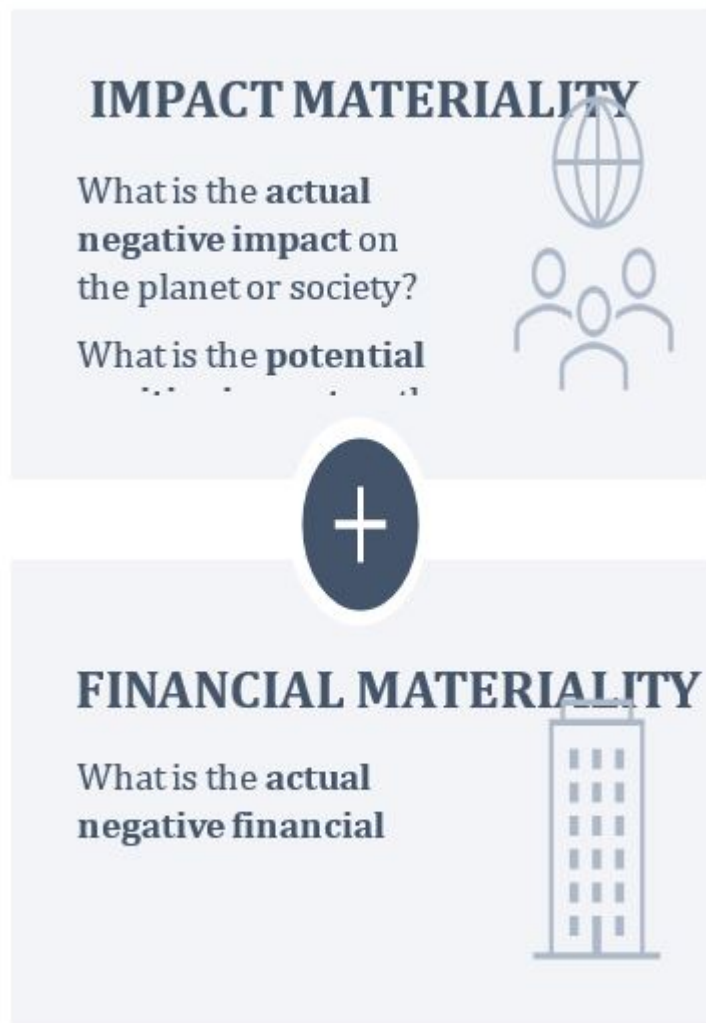 IMPACT MATERIALITY
What is the actual
negative impact on
the planet or society?
What is the potential
+
FINANCIAL MATERIALITY
What is the actual
negative financial